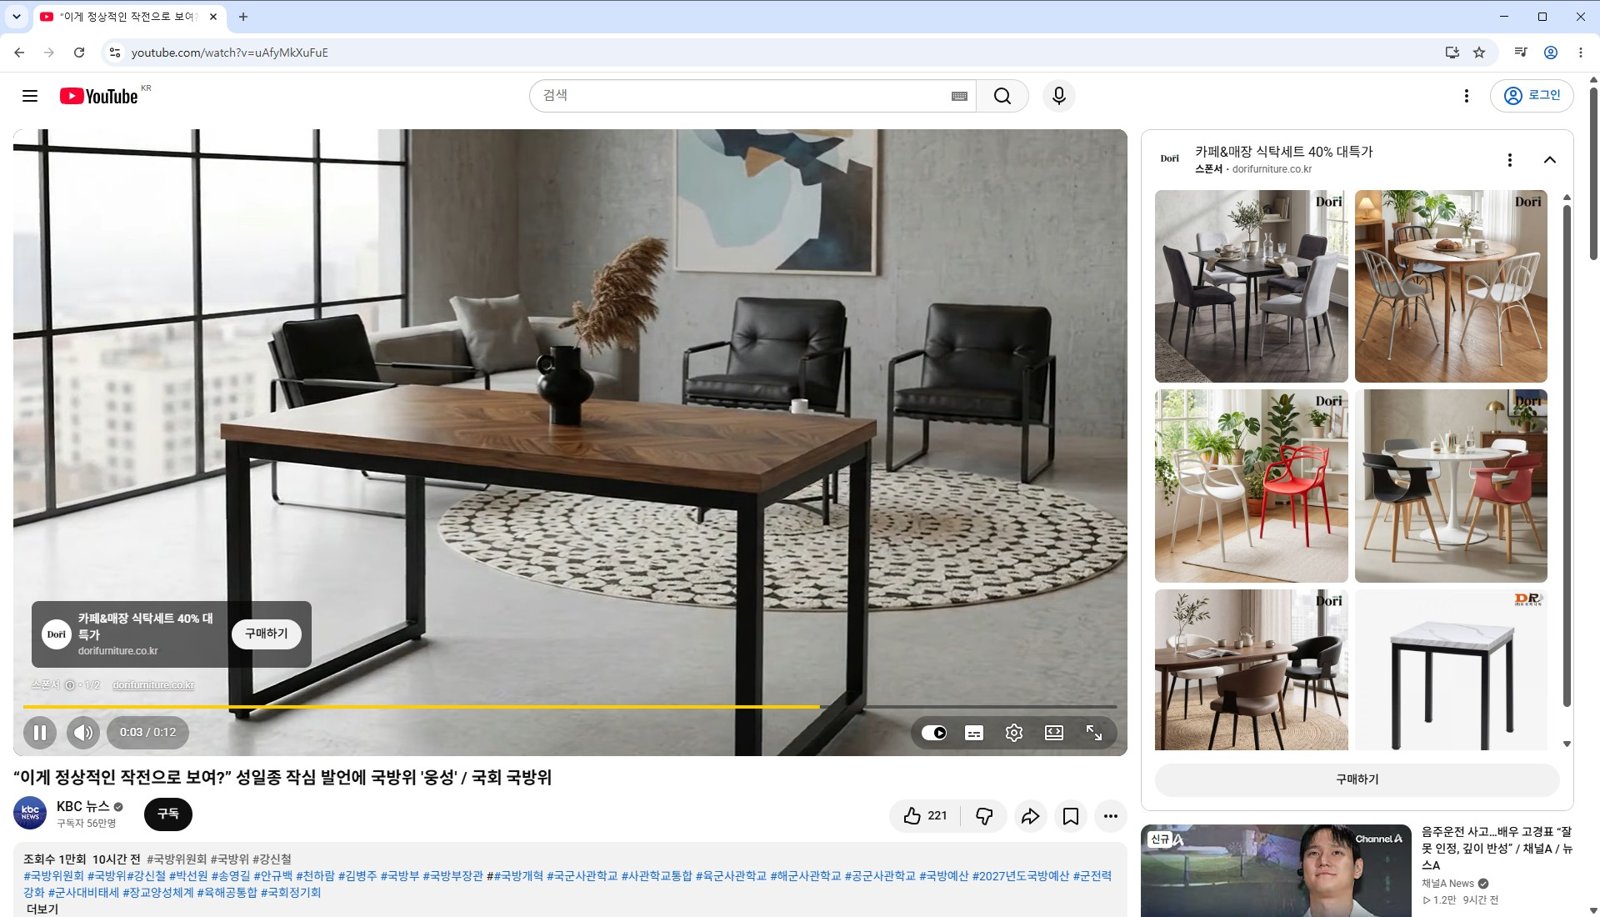 “이게 정상적인 작전으로 보여?
youtube.com/watch?v=uAfyMkXuFuE
YouTube KR
검색
로그인
카페&매장 식탁세트 40% 대특가
스폰서 · dorifurniture.co.kr
Dori
Dori
Dori
Dori
Dori
Dori
DR
구매하기
Dori
카페&매장 식탁세트 40% 대
특가
dorifurniture.co.kr
구매하기
스폰서 · 1/2 dorifurniture.co.kr
0:03 / 0:12
“이게 정상적인 작전으로 보여?” 성일종 작심 발언에 국방위 '웅성' / 국회 국방위
kbc NEWS
KBC 뉴스
구독자 56만명
구독
221
조회수 1만회 10시간 전 #국방위원회 #국방위 #강신철
#국방위원회 #국방위#강신철 #박선원 #송영길 #안규백 #천하람 #김병주 #국방부 #국방부장관 ##국방개혁 #국군사관학교 #사관학교통합 #육군사관학교 #해군사관학교 #공군사관학교 #국방예산 #2027년도국방예산 #군전력
강화 #군사대비태세 #장교양성체계 #육해공통합 #국회정기회
더보기
신규
Channel A
음주운전 사고…배우 고경표 “잘
못 인정, 깊이 반성” / 채널A / 뉴
스A
채널A News
1.2만 9시간 전